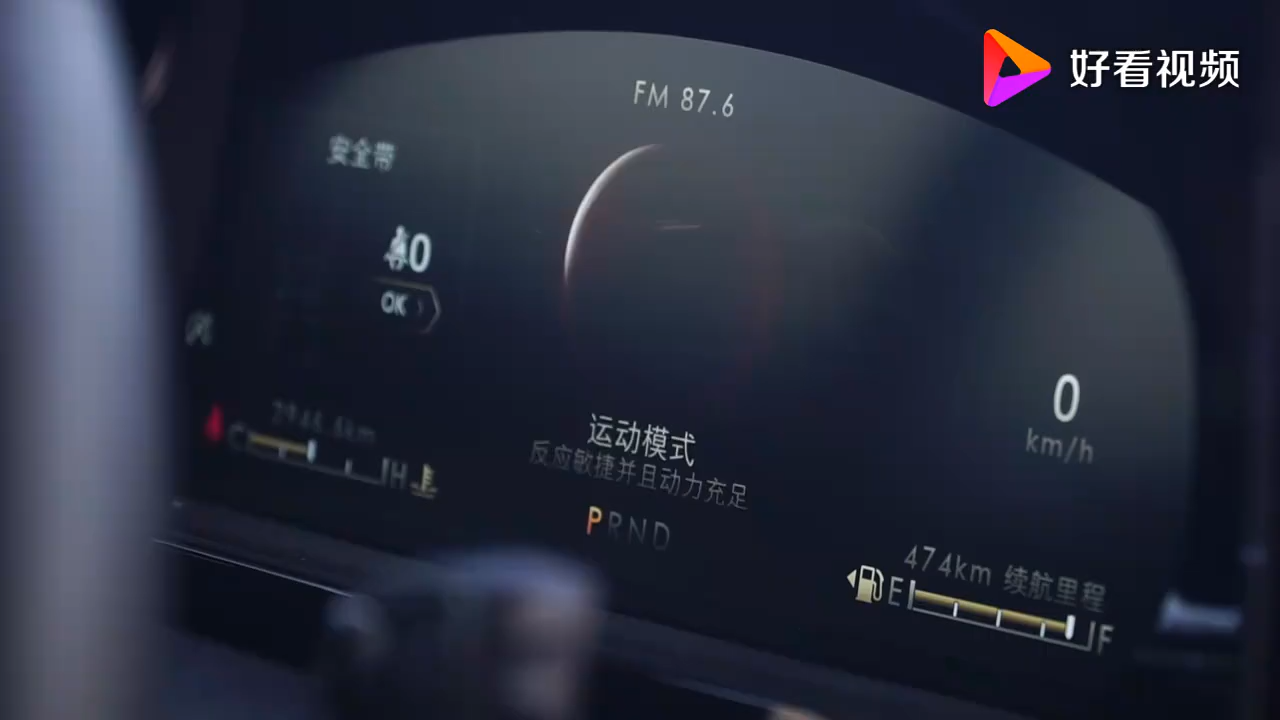 好看视频
FM 87.6
安全带
0
OK
0
km/h
C H
运动模式
反应敏捷并且动力充足
PRND
474km 续航里程
E F